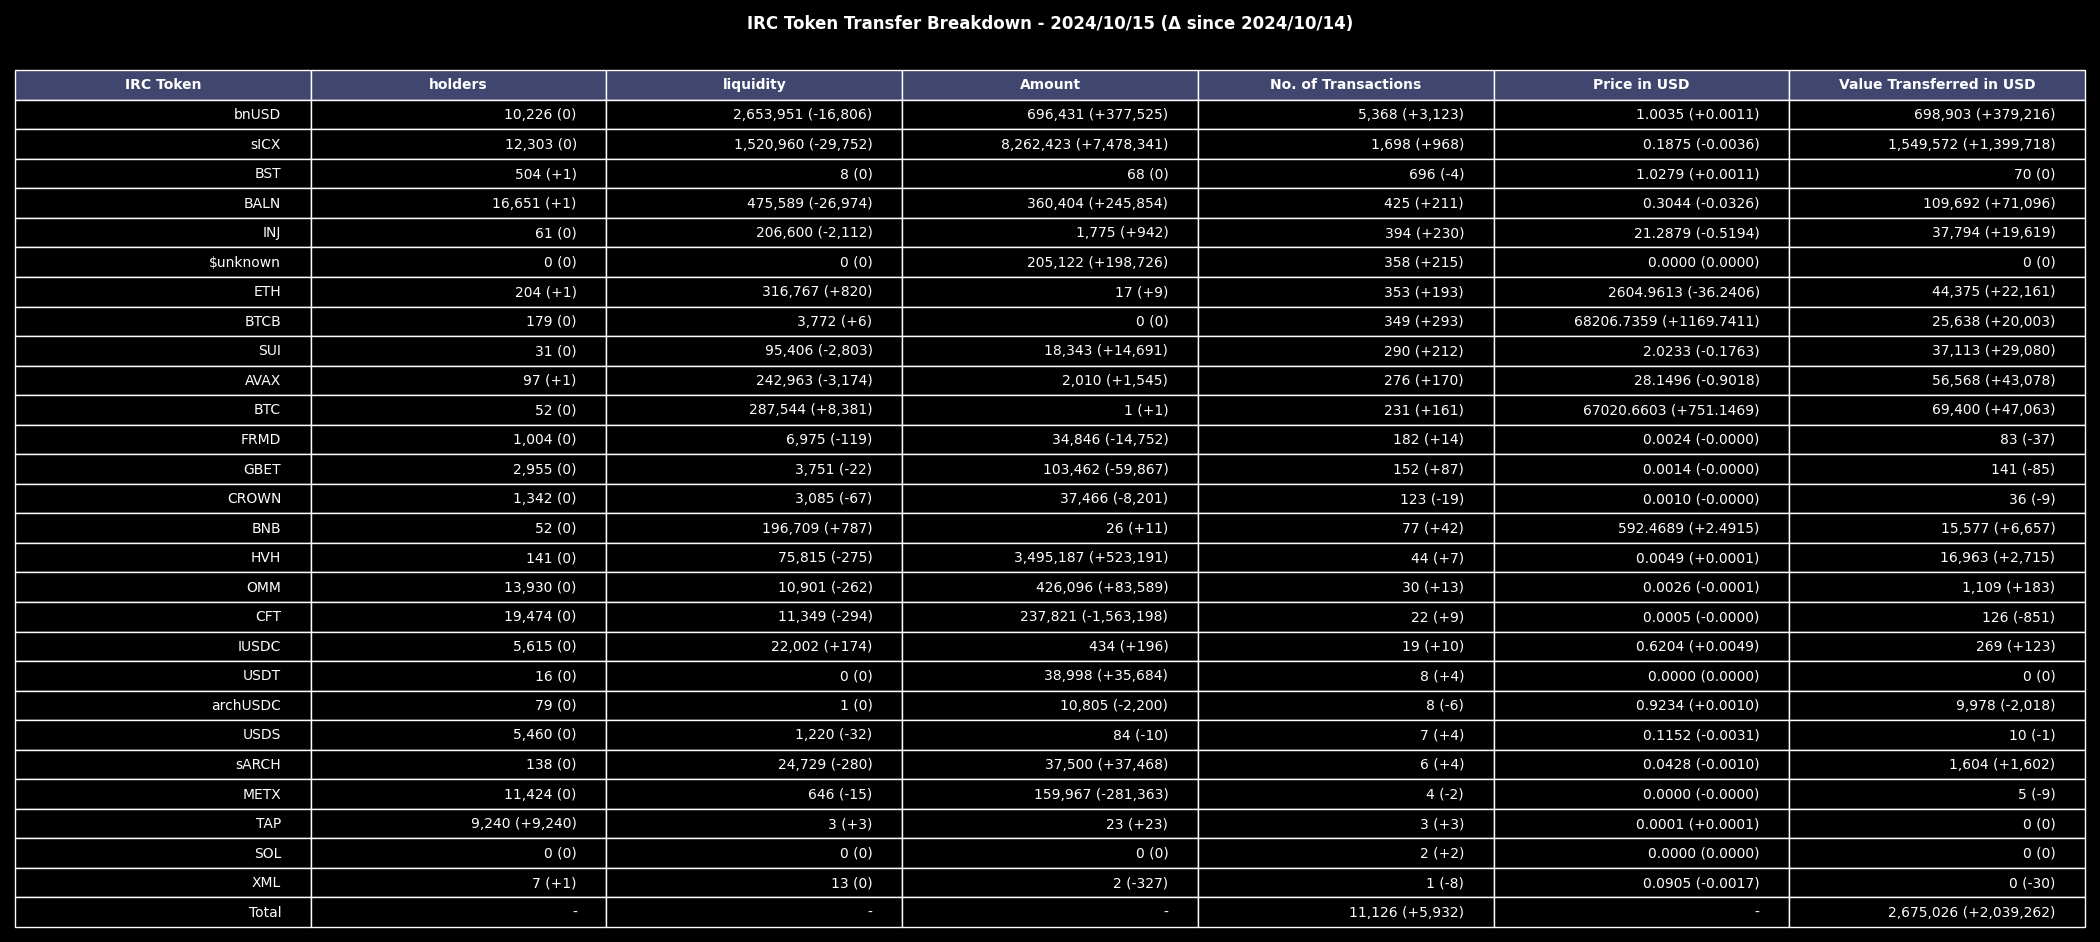 IRC Token Transfer Breakdown - 2024/10/15 (Δ since 2024/10/14)
IRC Token holders liquidity Amount No. of Transactions Price in USD Value Transferred in USD
bnUSD 10,226 (0) 2,653,951 (-16,806) 696,431 (+377,525) 5,368 (+3,123) 1.0035 (+0.0011) 698,903 (+379,216)
sICX 12,303 (0) 1,520,960 (-29,752) 8,262,423 (+7,478,341) 1,698 (+968) 0.1875 (-0.0036) 1,549,572 (+1,399,718)
BST 504 (+1) 8 (0) 68 (0) 696 (-4) 1.0279 (+0.0011) 70 (0)
BALN 16,651 (+1) 475,589 (-26,974) 360,404 (+245,854) 425 (+211) 0.3044 (-0.0326) 109,692 (+71,096)
INJ 61 (0) 206,600 (-2,112) 1,775 (+942) 394 (+230) 21.2879 (-0.5194) 37,794 (+19,619)
$unknown 0 (0) 0 (0) 205,122 (+198,726) 358 (+215) 0.0000 (0.0000) 0 (0)
ETH 204 (+1) 316,767 (+820) 17 (+9) 353 (+193) 2604.9613 (-36.2406) 44,375 (+22,161)
BTCB 179 (0) 3,772 (+6) 0 (0) 349 (+293) 68206.7359 (+1169.7411) 25,638 (+20,003)
SUI 31 (0) 95,406 (-2,803) 18,343 (+14,691) 290 (+212) 2.0233 (-0.1763) 37,113 (+29,080)
AVAX 97 (+1) 242,963 (-3,174) 2,010 (+1,545) 276 (+170) 28.1496 (-0.9018) 56,568 (+43,078)
BTC 52 (0) 287,544 (+8,381) 1 (+1) 231 (+161) 67020.6603 (+751.1469) 69,400 (+47,063)
FRMD 1,004 (0) 6,975 (-119) 34,846 (-14,752) 182 (+14) 0.0024 (-0.0000) 83 (-37)
GBET 2,955 (0) 3,751 (-22) 103,462 (-59,867) 152 (+87) 0.0014 (-0.0000) 141 (-85)
CROWN 1,342 (0) 3,085 (-67) 37,466 (-8,201) 123 (-19) 0.0010 (-0.0000) 36 (-9)
BNB 52 (0) 196,709 (+787) 26 (+11) 77 (+42) 592.4689 (+2.4915) 15,577 (+6,657)
HVH 141 (0) 75,815 (-275) 3,495,187 (+523,191) 44 (+7) 0.0049 (+0.0001) 16,963 (+2,715)
OMM 13,930 (0) 10,901 (-262) 426,096 (+83,589) 30 (+13) 0.0026 (-0.0001) 1,109 (+183)
CFT 19,474 (0) 11,349 (-294) 237,821 (-1,563,198) 22 (+9) 0.0005 (-0.0000) 126 (-851)
IUSDC 5,615 (0) 22,002 (+174) 434 (+196) 19 (+10) 0.6204 (+0.0049) 269 (+123)
USDT 16 (0) 0 (0) 38,998 (+35,684) 8 (+4) 0.0000 (0.0000) 0 (0)
archUSDC 79 (0) 1 (0) 10,805 (-2,200) 8 (-6) 0.9234 (+0.0010) 9,978 (-2,018)
USDS 5,460 (0) 1,220 (-32) 84 (-10) 7 (+4) 0.1152 (-0.0031) 10 (-1)
sARCH 138 (0) 24,729 (-280) 37,500 (+37,468) 6 (+4) 0.0428 (-0.0010) 1,604 (+1,602)
METX 11,424 (0) 646 (-15) 159,967 (-281,363) 4 (-2) 0.0000 (-0.0000) 5 (-9)
TAP 9,240 (+9,240) 3 (+3) 23 (+23) 3 (+3) 0.0001 (+0.0001) 0 (0)
SOL 0 (0) 0 (0) 0 (0) 2 (+2) 0.0000 (0.0000) 0 (0)
XML 7 (+1) 13 (0) 2 (-327) 1 (-8) 0.0905 (-0.0017) 0 (-30)
Total - - - 11,126 (+5,932) - 2,675,026 (+2,039,262)